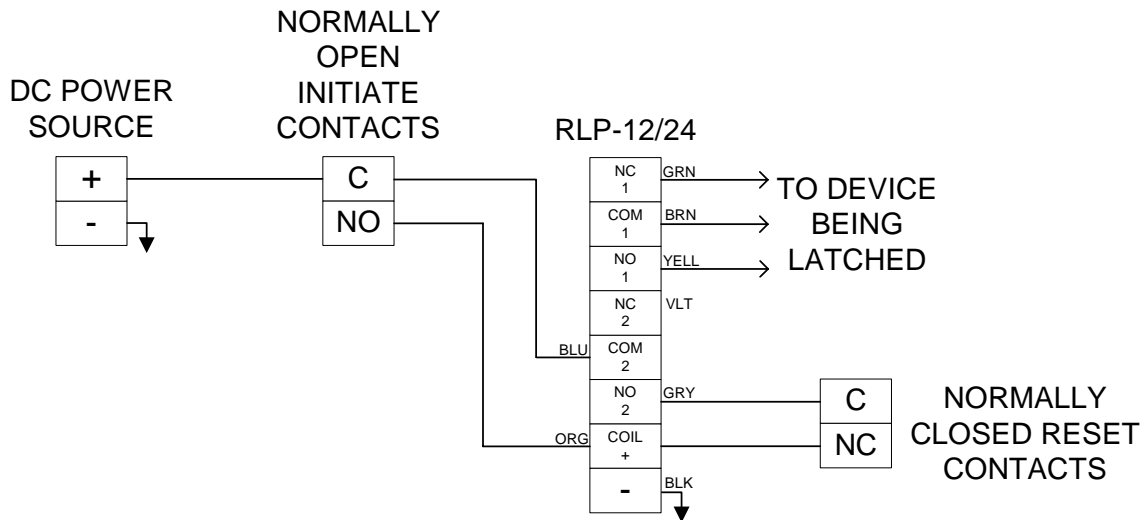 NORMALLY
OPEN
INITIATE
CONTACTS
DC POWER
SOURCE
+
-
C
NO
RLP-12/24
NC
1
GRN
COM
1
BRN
NO
1
YELL
TO DEVICE
BEING
LATCHED
NC
2
VLT
BLU
COM
2
NO
2
GRY
ORG
COIL
+
-
BLK
C
NC
NORMALLY
CLOSED RESET
CONTACTS